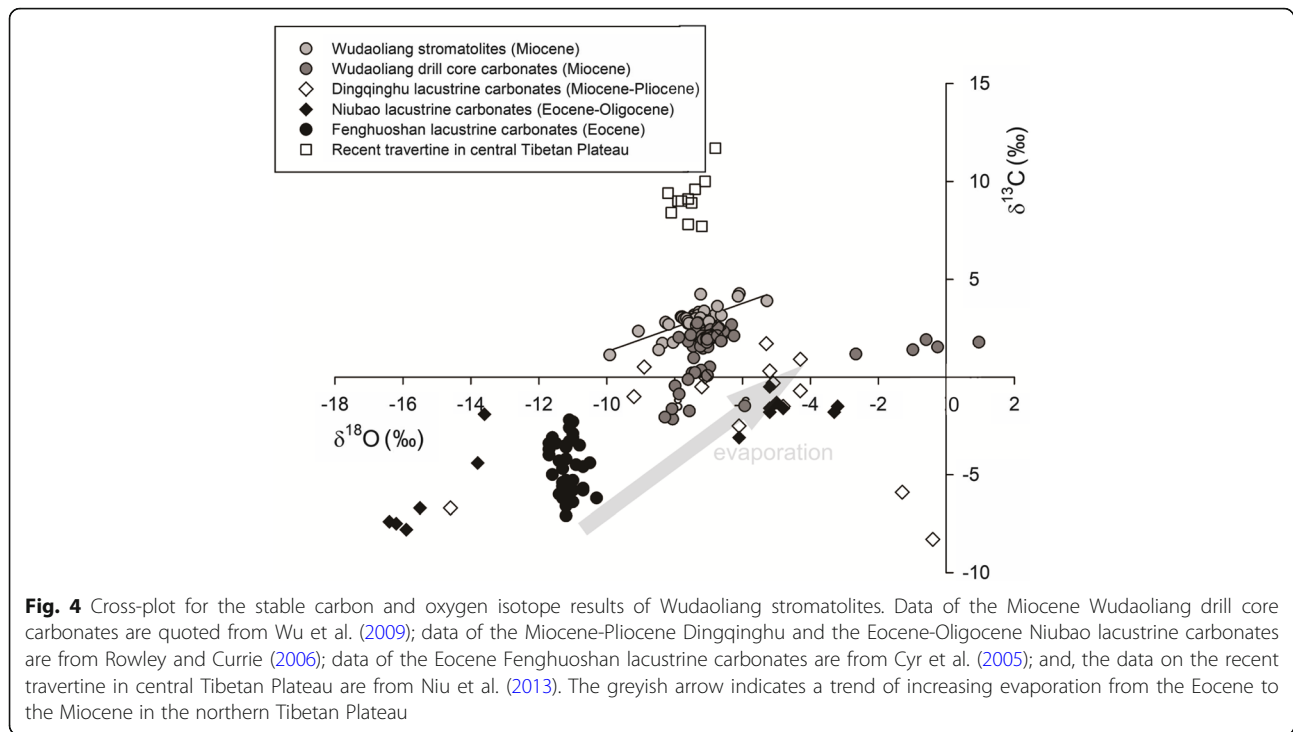 Wudaoliang stromatolites (Miocene)
Wudaoliang drill core carbonates (Miocene)
Dingqinghu lacustrine carbonates (Miocene-Pliocene)
Niubao lacustrine carbonates (Eocene-Oligocene)
Fenghuoshan lacustrine carbonates (Eocene)
Recent travertine in central Tibetan Plateau
15
10
δ13C (‰)
5
-18 -16 -14 -12 -10 -8 -6 -4 -2 0 2
δ18O (‰)
evaporation
-5
-10
Fig. 4 Cross-plot for the stable carbon and oxygen isotope results of Wudaoliang stromatolites. Data of the Miocene Wudaoliang drill core
carbonates are quoted from Wu et al. (2009); data of the Miocene-Pliocene Dingqinghu and the Eocene-Oligocene Niubao lacustrine carbonates
are from Rowley and Currie (2006); data of the Eocene Fenghuoshan lacustrine carbonates are from Cyr et al. (2005); and, the data on the recent
travertine in central Tibetan Plateau are from Niu et al. (2013). The greyish arrow indicates a trend of increasing evaporation from the Eocene to
the Miocene in the northern Tibetan Plateau